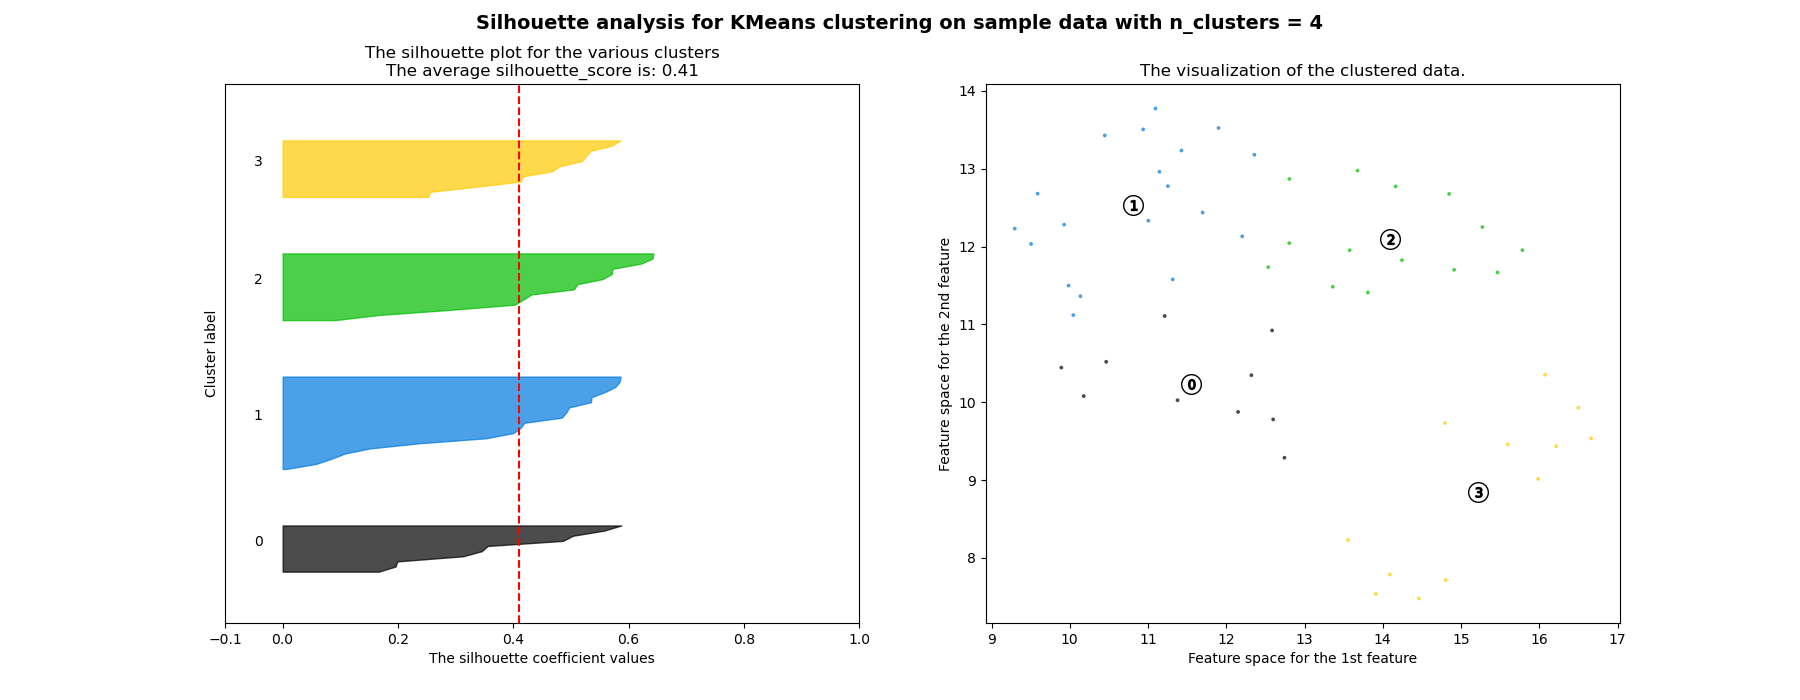 Silhouette analysis for KMeans clustering on sample data with n_clusters = 4
The silhouette plot for the various clusters
The average silhouette_score is: 0.41
3
2
1
0
Cluster label
−0.1 0.0 0.2 0.4 0.6 0.8 1.0
The silhouette coefficient values
The visualization of the clustered data.
14
13
12
11
10
9
8
Feature space for the 2nd feature
1
2
0
3
9 10 11 12 13 14 15 16 17
Feature space for the 1st feature